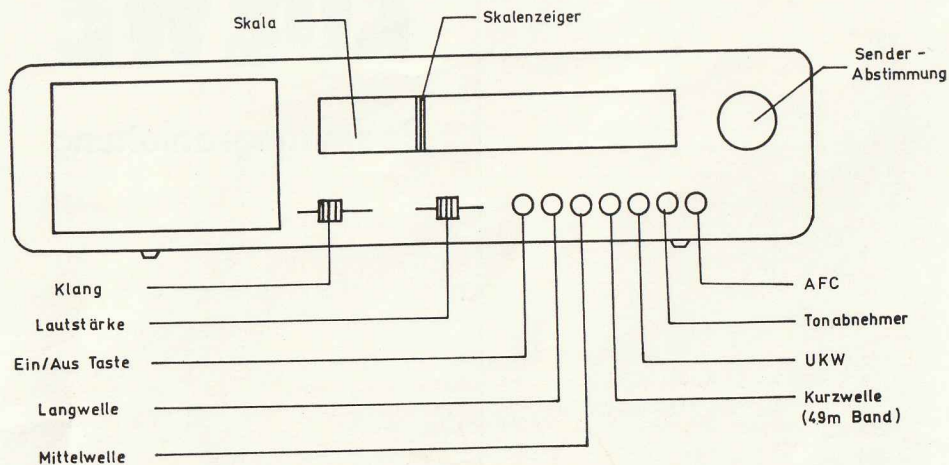 Skala
Skalenzeiger
Sender -
Abstimmung
Klang
Lautstärke
Ein/Aus Taste
Langwelle
Mittelwelle
AFC
Tonabnehmer
UKW
Kurzwelle
(49m Band)